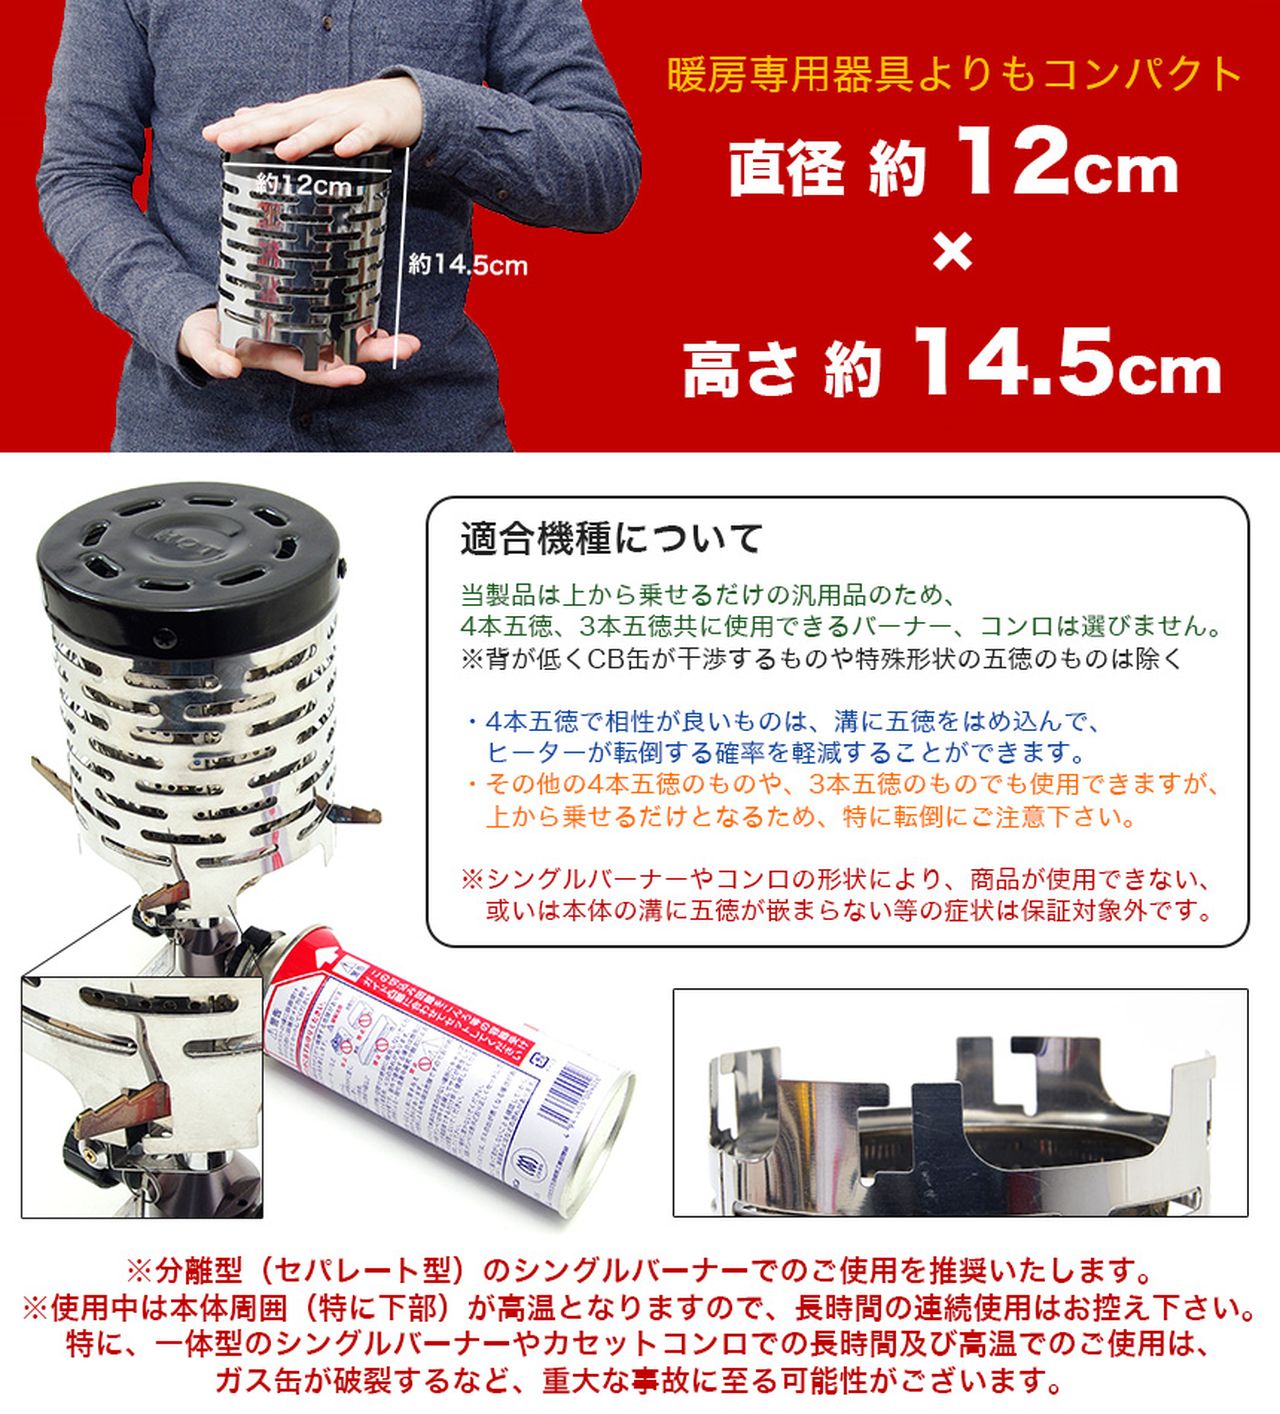 暖房専用器具よりもコンパクト
直径 約 12cm
×
高さ 約 14.5cm
約12cm
約14.5cm
HOT
適合機種について
当製品は上から乗せるだけの汎用品のため、
4本五徳、3本五徳共に使用できるバーナー、コンロは選びません。
※背が低くCB缶が干渉するものや特殊形状の五徳のものは除く
・4本五徳で相性が良いものは、溝に五徳をはめ込んで、
ヒーターが転倒する確率を軽減することができます。
・その他の4本五徳のものや、3本五徳のものでも使用できますが、
上から乗せるだけとなるため、特に転倒にご注意下さい。
※シングルバーナーやコンロの形状により、商品が使用できない、
或いは本体の溝に五徳が嵌まらない等の症状は保証対象外です。
※分離型（セパレート型）のシングルバーナーでのご使用を推奨いたします。
※使用中は本体周囲（特に下部）が高温となりますので、長時間の連続使用はお控え下さい。
特に、一体型のシングルバーナーやカセットコンロでの長時間及び高温でのご使用は、
ガス缶が破裂するなど、重大な事故に至る可能性がございます。